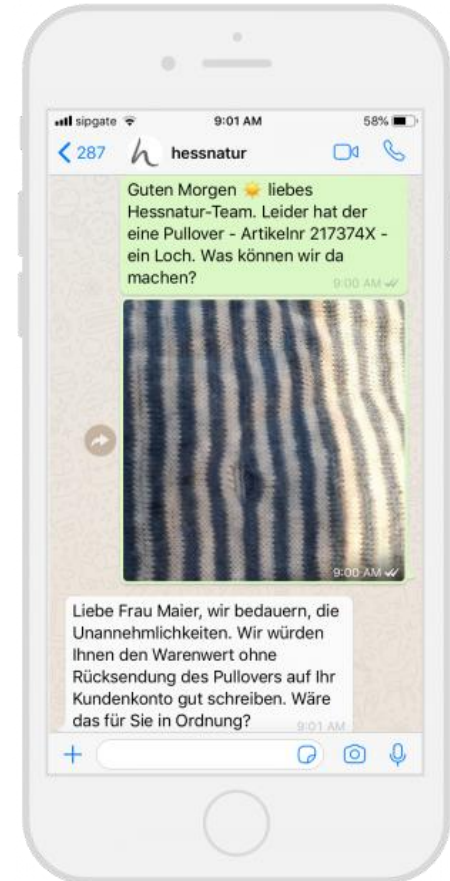 sipgate 9:01 AM 58%
287 h hessnatur
Guten Morgen ☀️ liebes
Hessnatur-Team. Leider hat der
eine Pullover - Artikelnr 217374X -
ein Loch. Was können wir da
machen?
9:00 AM
9:00 AM
Liebe Frau Maier, wir bedauern, die
Unannehmlichkeiten. Wir würden
Ihnen den Warenwert ohne
Rücksendung des Pullovers auf Ihr
Kundenkonto gut schreiben. Wäre
das für Sie in Ordnung?
9:01 AM